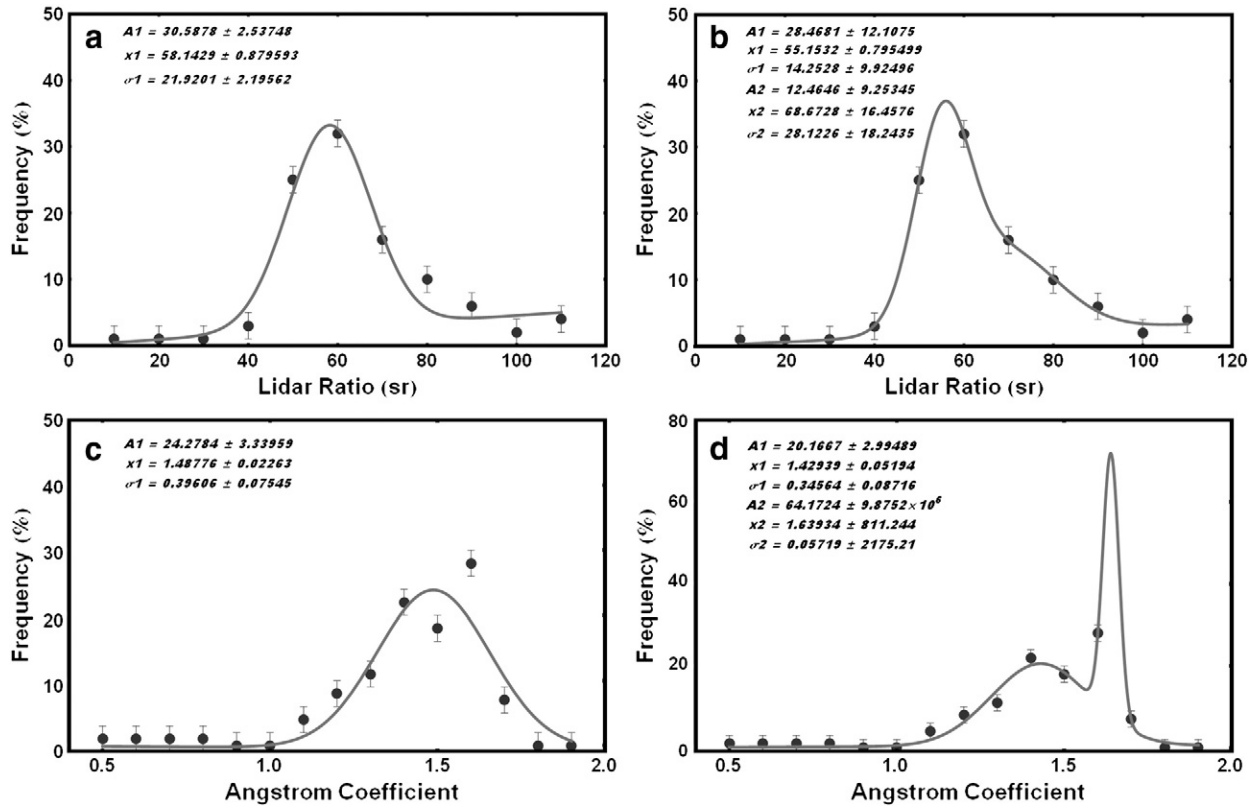 a
A1 = 30.5878 ± 2.53748
x1 = 58.1429 ± 0.879593
σ1 = 21.9201 ± 2.19562
50
40
30
20
10
0
Frequency (%)
0 20 40 60 80 100 120
Lidar Ratio (sr)
b
A1 = 28.4681 ± 12.1075
x1 = 55.1532 ± 0.795499
σ1 = 14.2528 ± 9.92496
A2 = 12.4646 ± 9.25345
x2 = 68.6728 ± 16.4576
σ2 = 28.1226 ± 18.2435
50
40
30
20
10
0
Frequency (%)
0 20 40 60 80 100 120
Lidar Ratio (sr)
c
A1 = 24.2784 ± 3.33959
x1 = 1.48776 ± 0.02263
σ1 = 0.39606 ± 0.07545
50
40
30
20
10
0
Frequency (%)
0.5 1.0 1.5 2.0
Angstrom Coefficient
d
A1 = 20.1667 ± 2.99489
x1 = 1.42939 ± 0.05194
σ1 = 0.34564 ± 0.08716
A2 = 64.1724 ± 9.8752×10⁶
x2 = 1.63934 ± 811.244
σ2 = 0.05719 ± 2175.21
80
60
40
20
0
Frequency (%)
0.5 1.0 1.5 2.0
Angstrom Coefficient